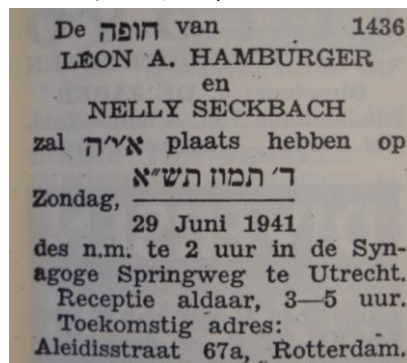 De חופה van 1436
LEON A. HAMBURGER
en
NELLY SECKBACH
zal אי״ה plaats hebben op
ד׳ תמוז תש״א
Zondag,
29 Juni 1941
des n.m. te 2 uur in de Syn-
agoge Springweg te Utrecht.
Receptie aldaar, 3—5 uur.
Toekomstig adres:
Aleidisstraat 67a, Rotterdam.